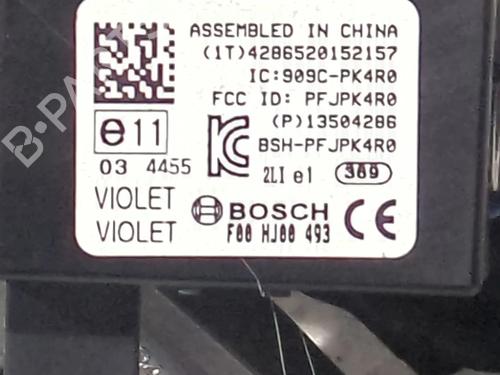 ASSEMBLED IN CHINA
(1T)4286520152157
IC:909C-PK4R0
FCC ID: PFJPK4R0
(P)13504286
BSH-PFJPK4R0
e11
03 4455
2LI e1 369
VIOLET
VIOLET
BOSCH
F00 HJ00 493
CE